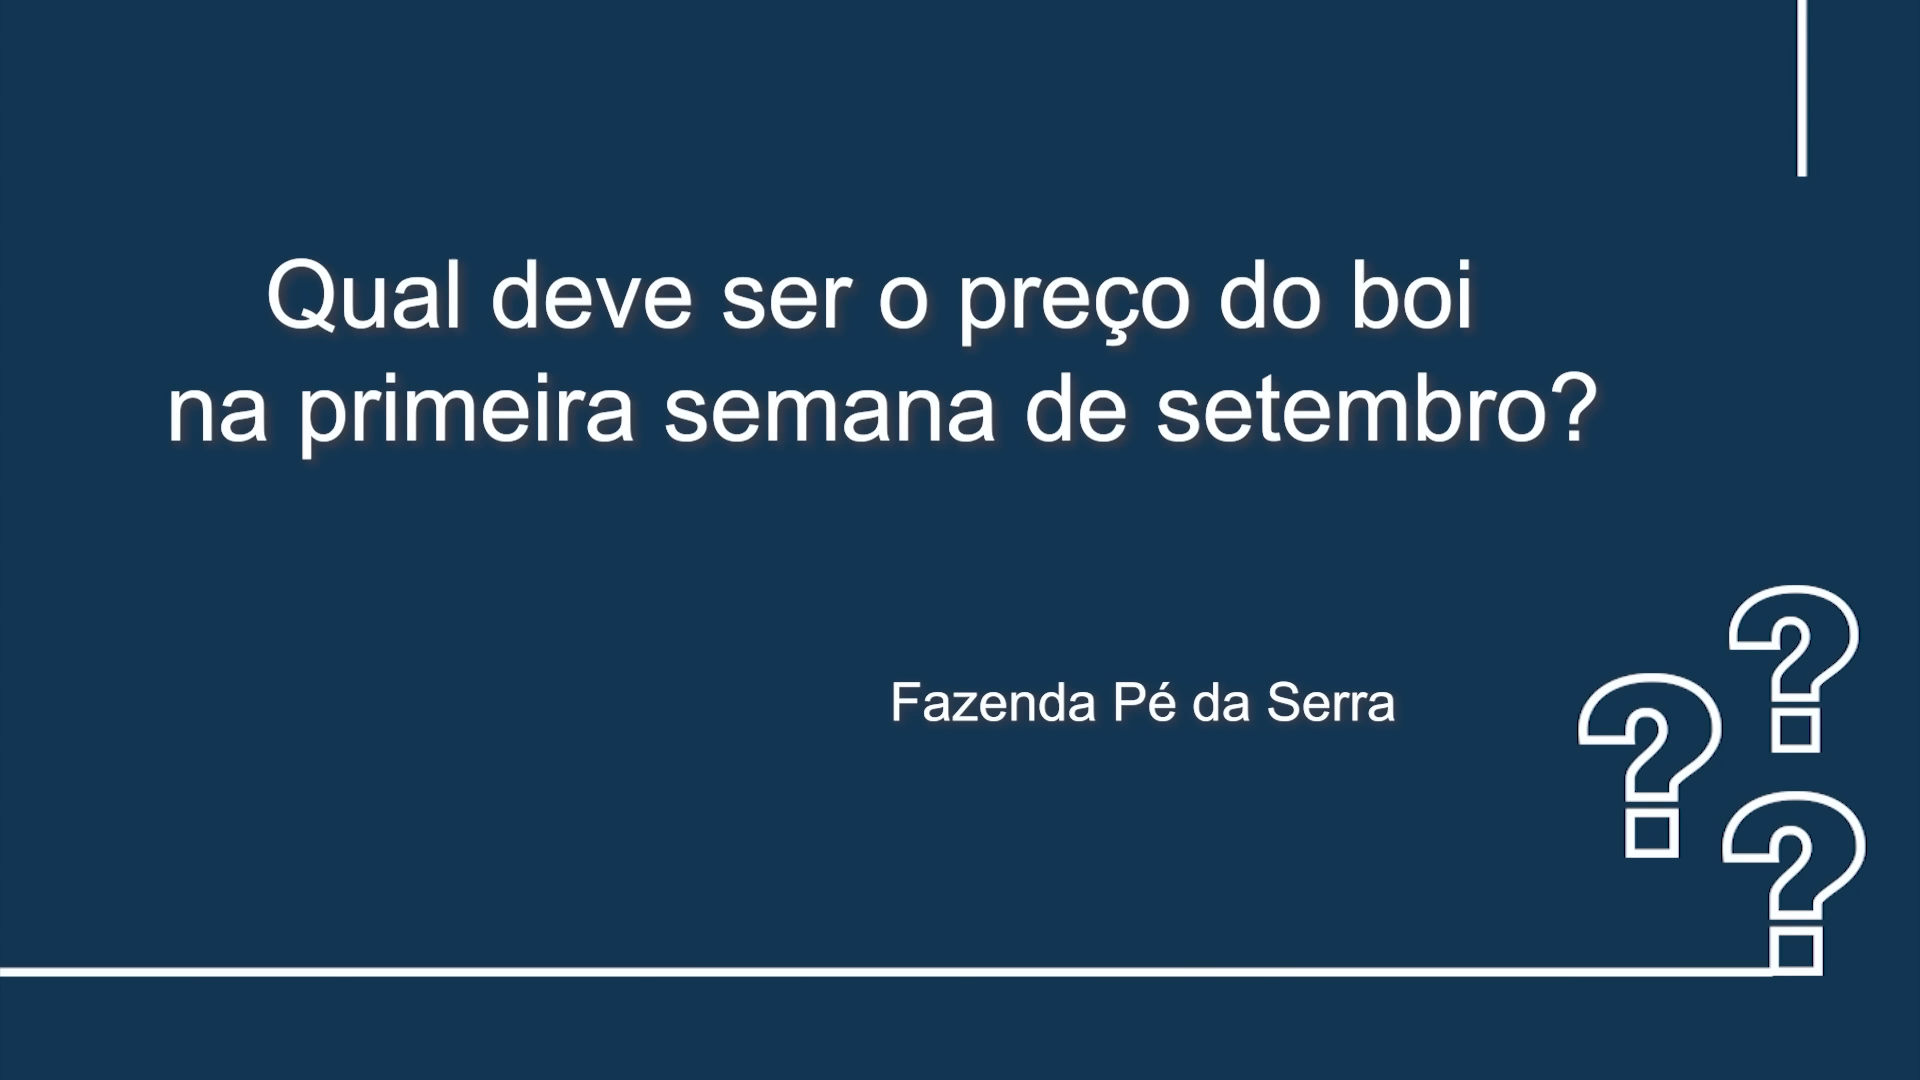 Qual deve ser o preço do boi
na primeira semana de setembro?
Fazenda Pé da Serra